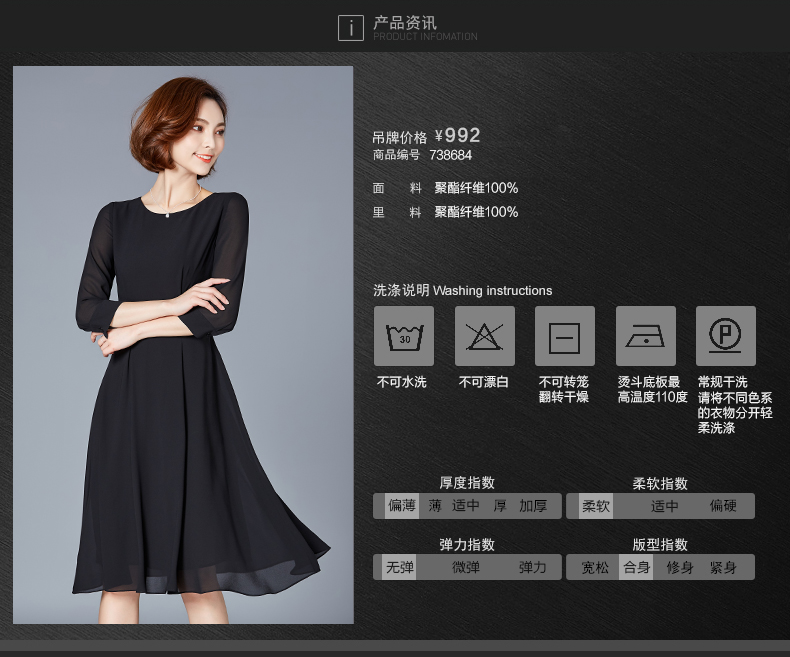 i 产品资讯
PRODUCT INFOMATION
吊牌价格 ¥992
商品编号 738684
面 料 聚酯纤维100%
里 料 聚酯纤维100%
洗涤说明 Washing instructions
30
P
不可水洗
不可漂白
不可转笼
翻转干燥
烫斗底板最
高温度110度
常规干洗
请将不同色系
的衣物分开轻
柔洗涤
厚度指数
偏薄 薄 适中 厚 加厚
柔软指数
柔软 适中 偏硬
弹力指数
无弹 微弹 弹力
版型指数
宽松 合身 修身 紧身